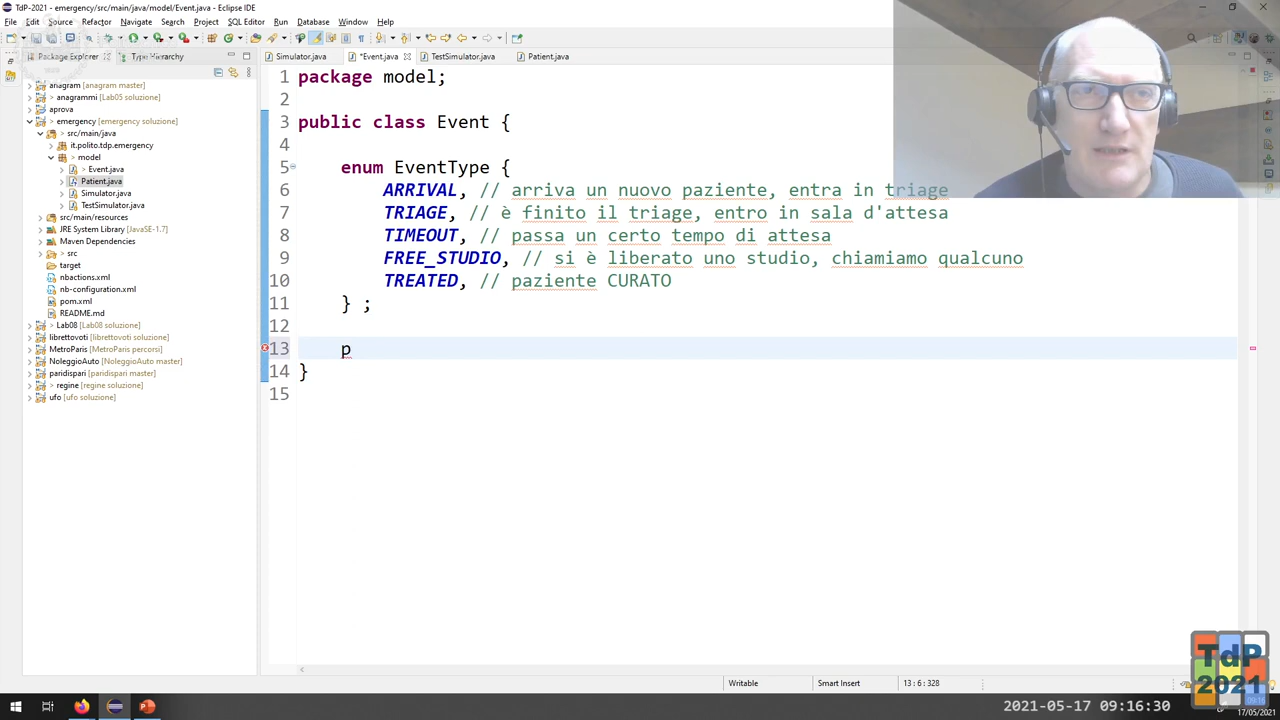 TdP-2021 - emergency/src/main/java/model/Event.java - Eclipse IDE
File Edit Source Refactor Navigate Search Project SQL Editor Run Database Window Help
Package Explorer Type Hierarchy
Simulator.java *Event.java TestSimulator.java Patient.java
anagram [anagram master]
> anagrammi [Lab05 soluzione]
aprova
> emergency [emergency soluzione]
> src/main/java
> it.polito.tdp.emergency
> model
> Event.java
Patient.java
Simulator.java
TestSimulator.java
> src/main/resources
JRE System Library [JavaSE-1.7]
Maven Dependencies
> src
target
nbactions.xml
nb-configuration.xml
pom.xml
README.md
> Lab08 [Lab08 soluzione]
librettovoti [librettovoti soluzione]
MetroParis [MetroParis percorsi]
NoleggioAuto [NoleggioAuto master]
paridispari [paridispari master]
> regine [regine soluzione]
ufo [ufo soluzione]
1 package model;
2
3 public class Event {
4
5 enum EventType {
6 ARRIVAL, // arriva un nuovo paziente, entra in triage
7 TRIAGE, // è finito il triage, entro in sala d'attesa
8 TIMEOUT, // passa un certo tempo di attesa
9 FREE_STUDIO, // si è liberato uno studio, chiamiamo qualcuno
10 TREATED, // paziente CURATO
11 } ;
12
13 p
14 }
15
Writable Smart Insert 13 : 6 : 328
TdP
2021
2021-05-17 09:16:30
09:16
17/05/2021